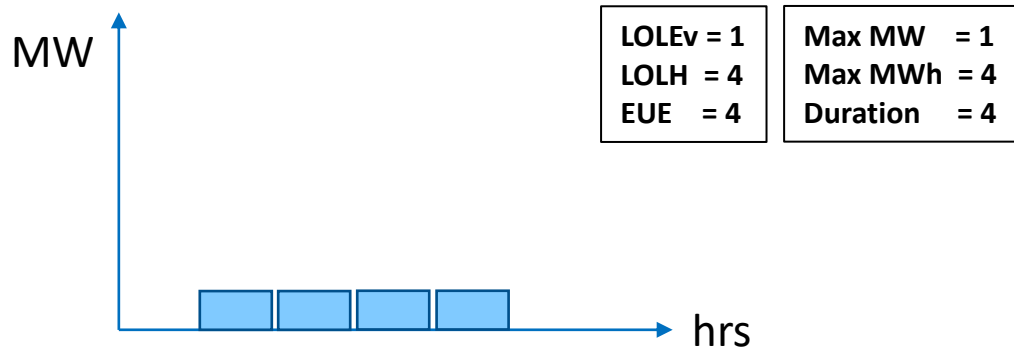 MW
LOLEv = 1
LOLH = 4
EUE = 4
Max MW = 1
Max MWh = 4
Duration = 4
hrs